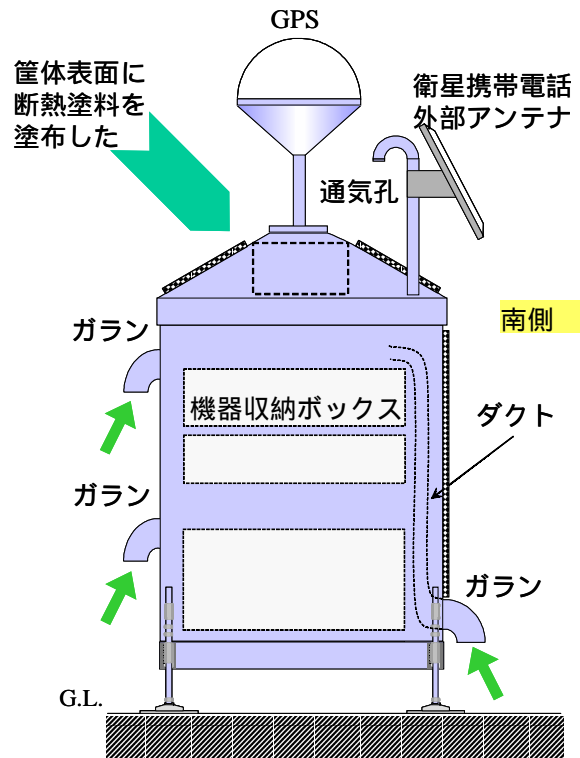 GPS
筐体表面に
断熱塗料を
塗布した
衛星携帯電話
外部アンテナ
通気孔
南側
ガラン
機器収納ボックス
ダクト
ガラン
ガラン
G.L.